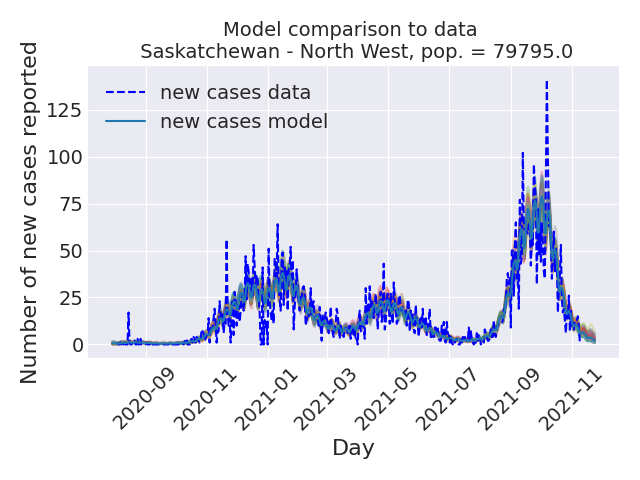 Model comparison to data
Saskatchewan - North West, pop. = 79795.0
Number of new cases reported
125
100
75
50
25
0
new cases data
new cases model
2020-09
2020-11
2021-01
2021-03
2021-05
2021-07
2021-09
2021-11
Day